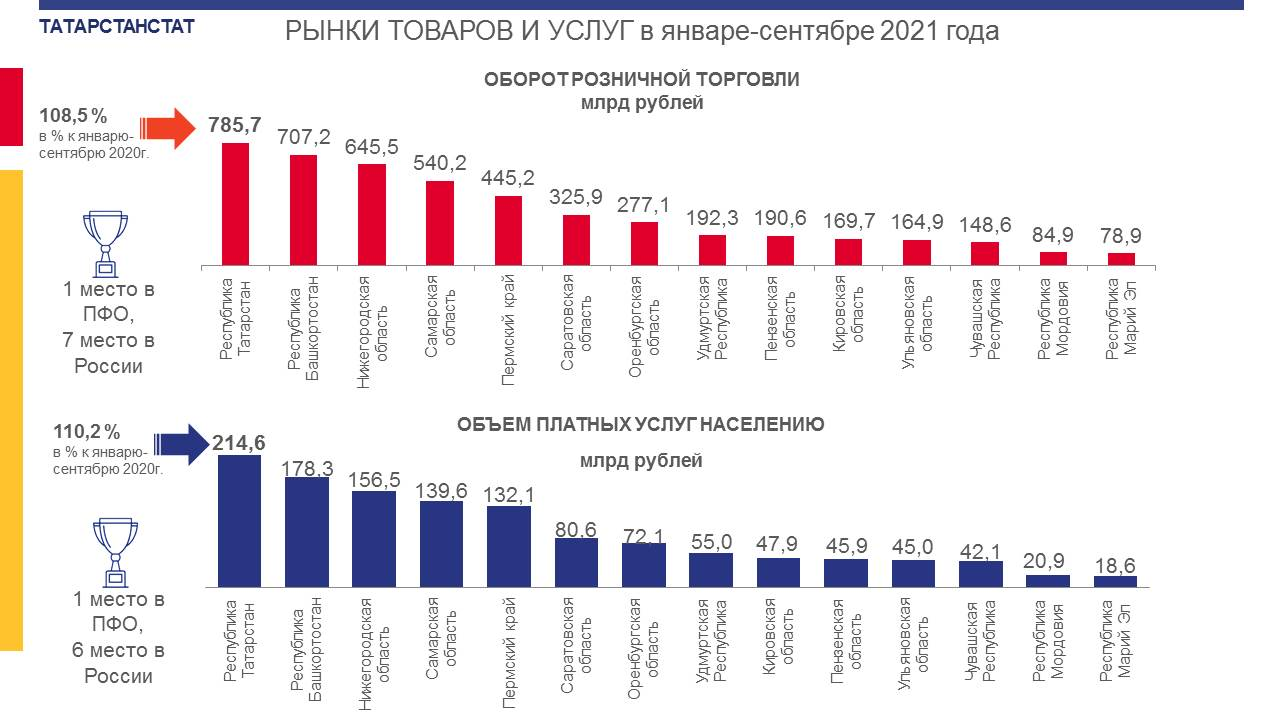 ТАТАРСТАНСТАТ
РЫНКИ ТОВАРОВ И УСЛУГ в январе-сентябре 2021 года
ОБОРОТ РОЗНИЧНОЙ ТОРГОВЛИ
млрд рублей
108,5 %
в % к январю-
сентябрю 2020г.
785,7
707,2
645,5
540,2
445,2
325,9
277,1
192,3
190,6
169,7
164,9
148,6
84,9
78,9
1 место в
ПФО,
7 место в
России
Республика
Татарстан
Республика
Башкортостан
Нижегородская
область
Самарская
область
Пермский край
Саратовская
область
Оренбургская
область
Удмуртская
Республика
Пензенская
область
Кировская
область
Ульяновская
область
Чувашская
Республика
Республика
Мордовия
Республика
Марий Эл
ОБЪЕМ ПЛАТНЫХ УСЛУГ НАСЕЛЕНИЮ
млрд рублей
110,2 %
в % к январю-
сентябрю 2020г.
214,6
178,3
156,5
139,6
132,1
80,6
72,1
55,0
47,9
45,9
45,0
42,1
20,9
18,6
1 место в
ПФО,
6 место в
России
Республика
Татарстан
Республика
Башкортостан
Нижегородская
область
Самарская
область
Пермский край
Саратовская
область
Оренбургская
область
Удмуртская
Республика
Кировская
область
Пензенская
область
Ульяновская
область
Чувашская
Республика
Республика
Мордовия
Республика
Марий Эл